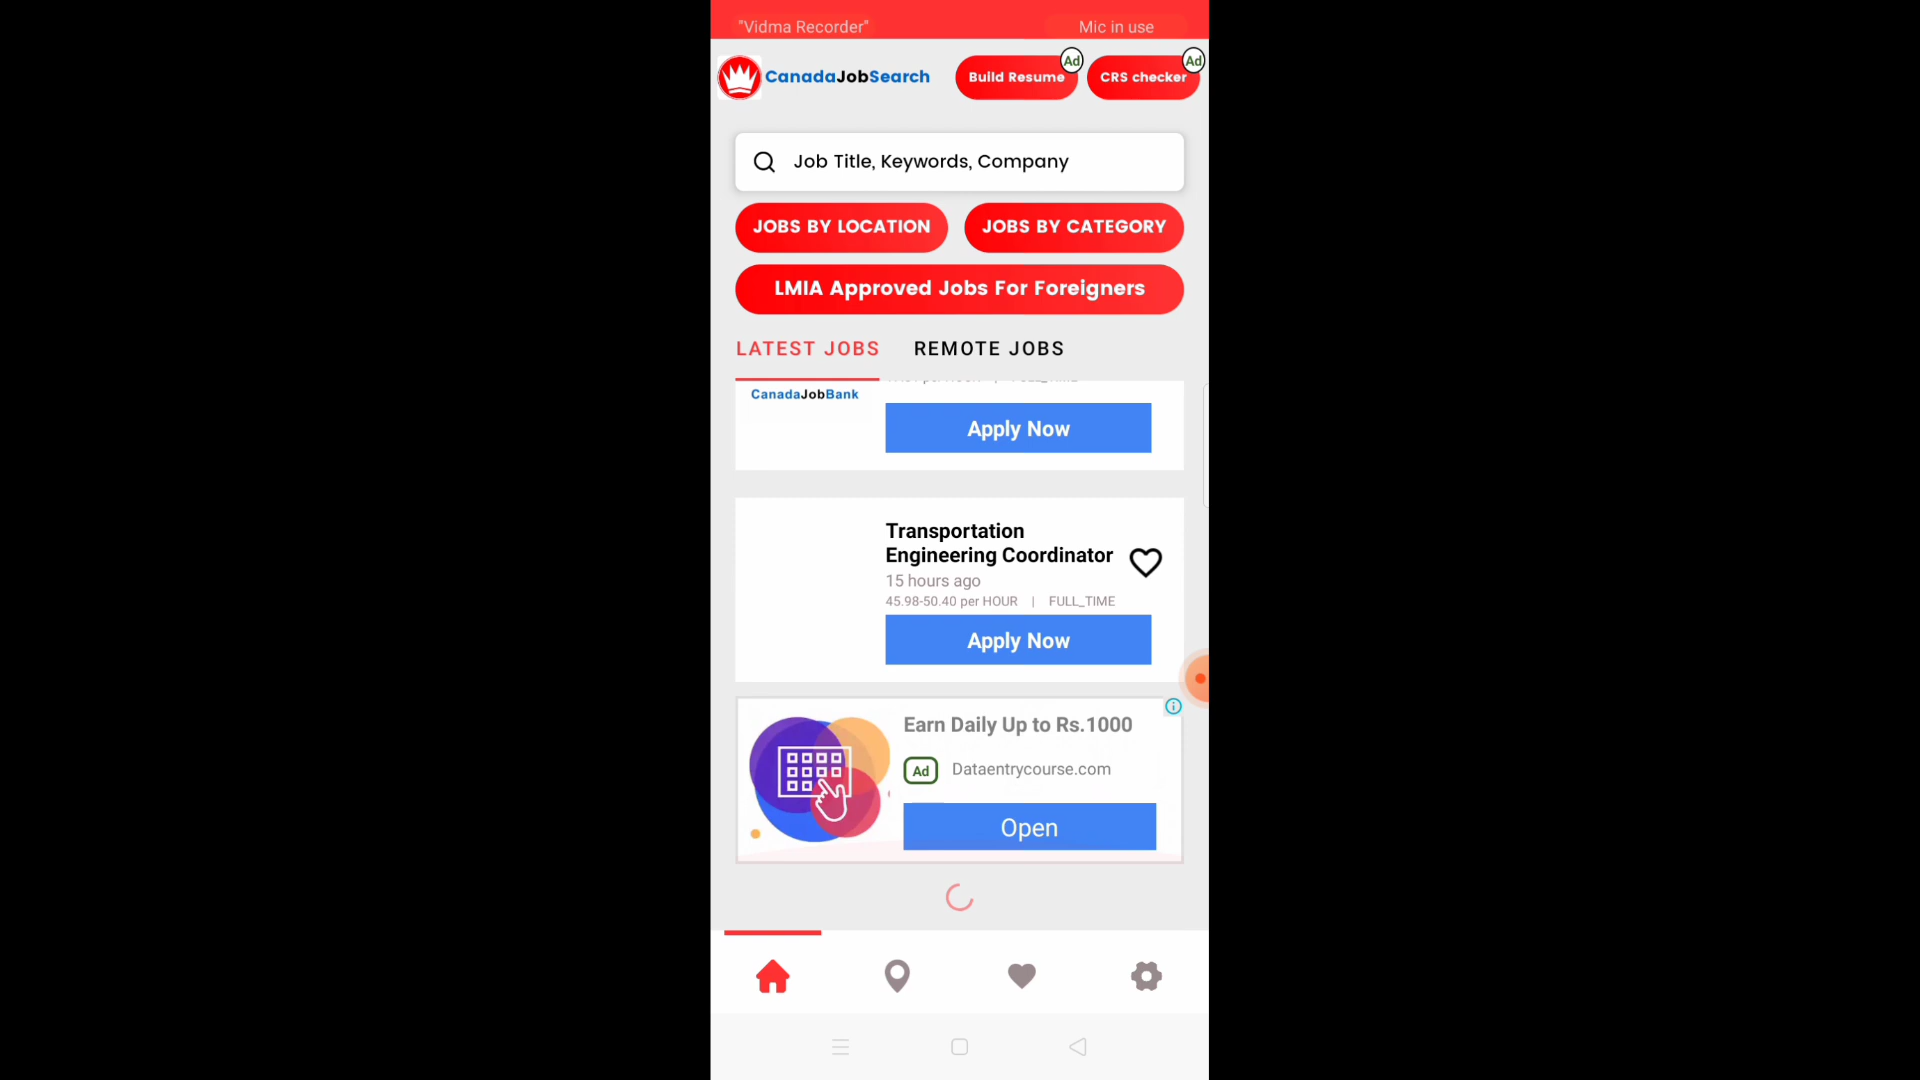 "Vidma Recorder" Mic in use
CanadaJobSearch
Build Resume
Ad
CRS checker
Ad
Job Title, Keywords, Company
JOBS BY LOCATION
JOBS BY CATEGORY
LMIA Approved Jobs For Foreigners
LATEST JOBS
REMOTE JOBS
CanadaJobBank
Apply Now
Transportation
Engineering Coordinator
15 hours ago
45.98-50.40 per HOUR | FULL_TIME
Apply Now
Earn Daily Up to Rs.1000
Ad Dataentrycourse.com
Open